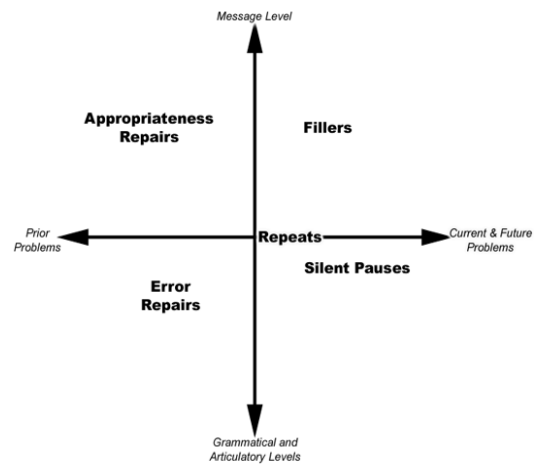 Message Level
Appropriateness
Repairs
Fillers
Prior
Problems
Repeats
Current & Future
Problems
Silent Pauses
Error
Repairs
Grammatical and
Articulatory Levels